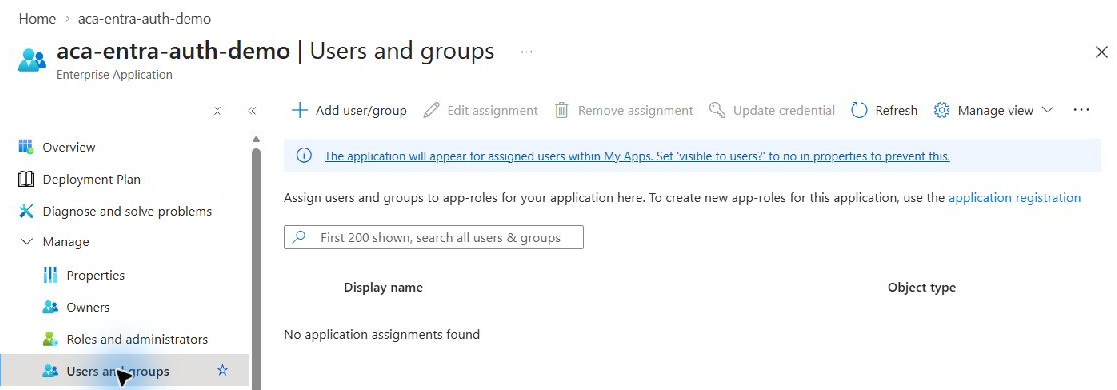 Home > aca-entra-auth-demo
aca-entra-auth-demo | Users and groups ...
Enterprise Application
Add user/group Edit assignment Remove assignment Update credential Refresh Manage view ...
Overview
Deployment Plan
Diagnose and solve problems
Manage
Properties
Owners
Roles and administrators
Users and groups
The application will appear for assigned users within My Apps. Set 'visible to users?' to no in properties to prevent this.
Assign users and groups to app-roles for your application here. To create new app-roles for this application, use the application registration
First 200 shown, search all users & groups
Display name Object type
No application assignments found